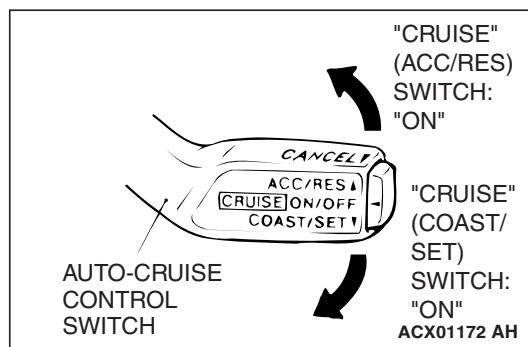 "CRUISE"
(ACC/RES)
SWITCH:
"ON"
CANCEL▼
ACC/RES▲
CRUISE ON/OFF
COAST/SET▼
"CRUISE"
(COAST/
SET)
SWITCH:
"ON"
AUTO-CRUISE
CONTROL
SWITCH
ACX01172 AH